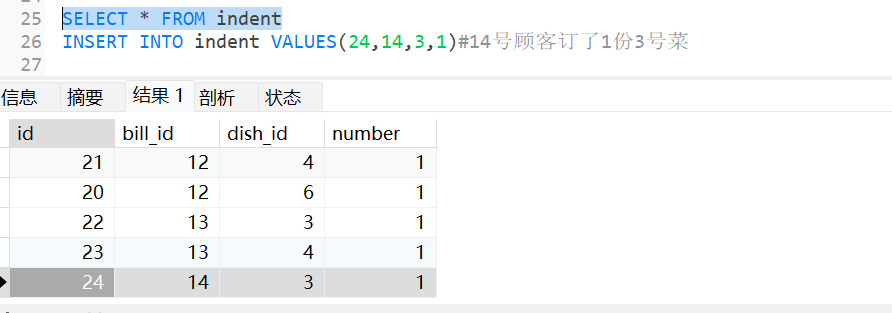 25 SELECT * FROM indent
26 INSERT INTO indent VALUES(24,14,3,1)#14号顾客订了1份3号菜
27
信息 摘要 结果 1 剖析 状态
id bill_id dish_id number
21 12 4 1
20 12 6 1
22 13 3 1
23 13 4 1
24 14 3 1